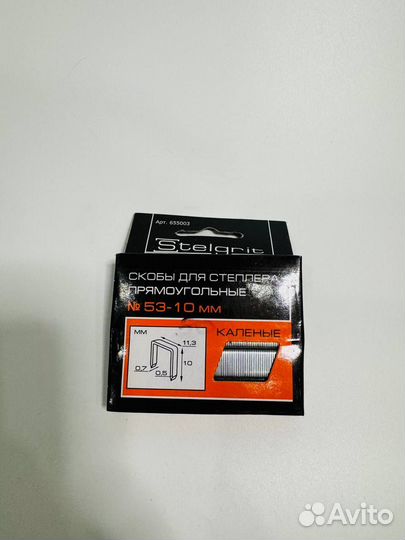 Арт. 655003
Stelgrit
СКОБЫ ДЛЯ СТЕПЛЕРА
ПРЯМОУГОЛЬНЫЕ
№ 53-10 мм
мм
КАЛЕНЫЕ
11,3
10
0,7
0,5
Avito